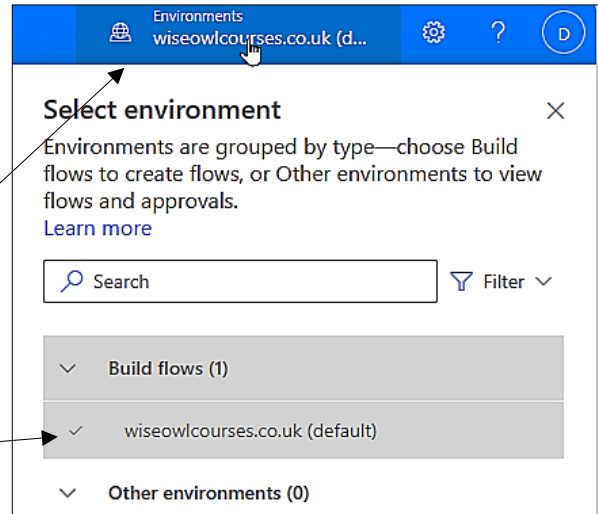 Environments
wiseowlcourses.co.uk (d...
?
D
Select environment
Environments are grouped by type—choose Build
flows to create flows, or Other environments to view
flows and approvals.
Learn more
Search
Filter
Build flows (1)
wiseowlcourses.co.uk (default)
Other environments (0)